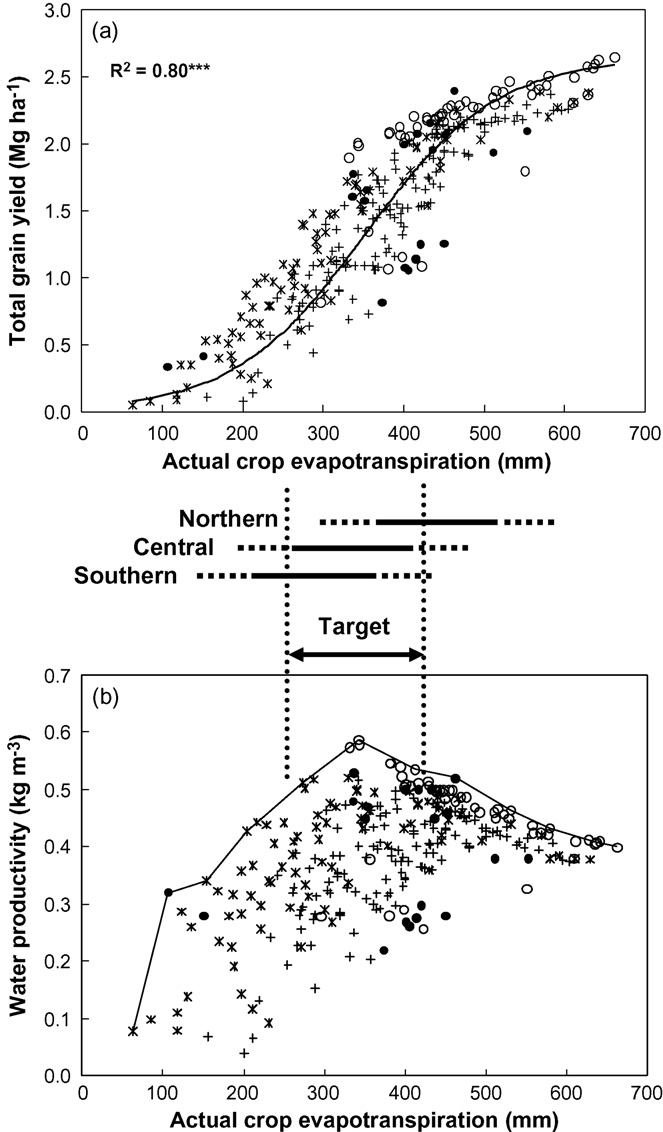 (a)
R² = 0.80***
Total grain yield (Mg ha⁻¹)
3.0
2.5
2.0
1.5
1.0
0.5
0.0
0 100 200 300 400 500 600 700
Actual crop evapotranspiration (mm)
Northern
Central
Southern
Target
(b)
Water productivity (kg m⁻³)
0.7
0.6
0.5
0.4
0.3
0.2
0.1
0.0
0 100 200 300 400 500 600 700
Actual crop evapotranspiration (mm)